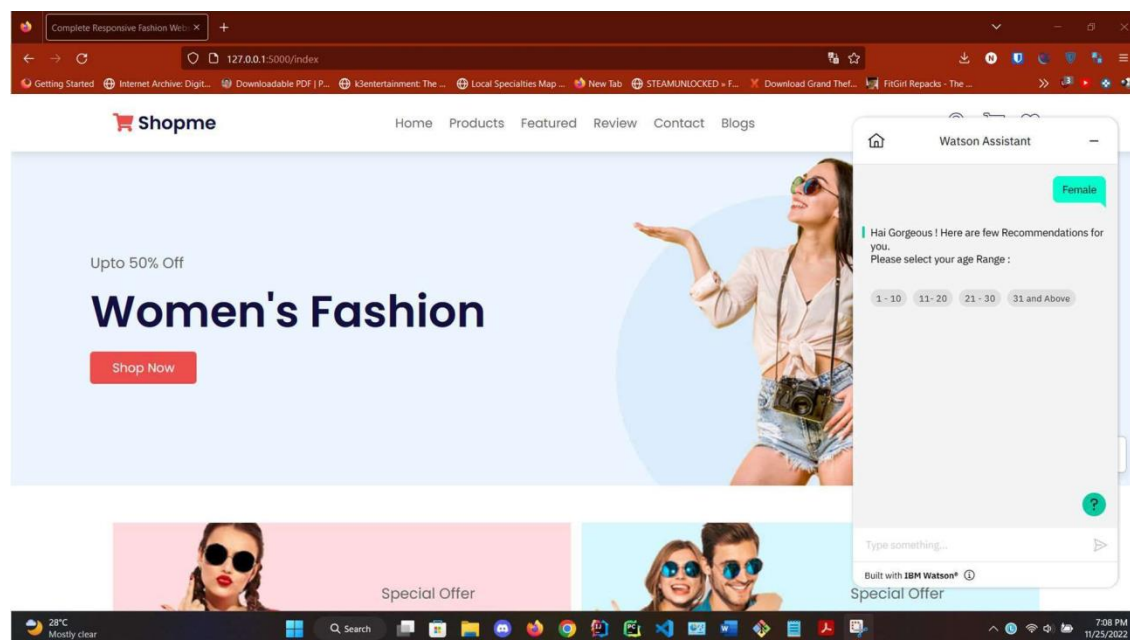 Complete Responsive Fashion Web
127.0.0.1:5000/index
Getting Started Internet Archive: Digit... Downloadable PDF | P... k3entertainment: The ... Local Specialties Map ... New Tab STEAMUNLOCKED » F... Download Grand Thef... FitGirl Repacks - The ...
Shopme
Home Products Featured Review Contact Blogs
Watson Assistant
Female
Hai Gorgeous ! Here are few Recommendations for
you.
Please select your age Range :
1 - 10 11- 20 21 - 30 31 and Above
Upto 50% Off
Women's Fashion
Shop Now
?
Type something...
Built with IBM Watson®
Special Offer
Special Offer
28°C
Mostly clear
Search
7:08 PM
11/25/2022